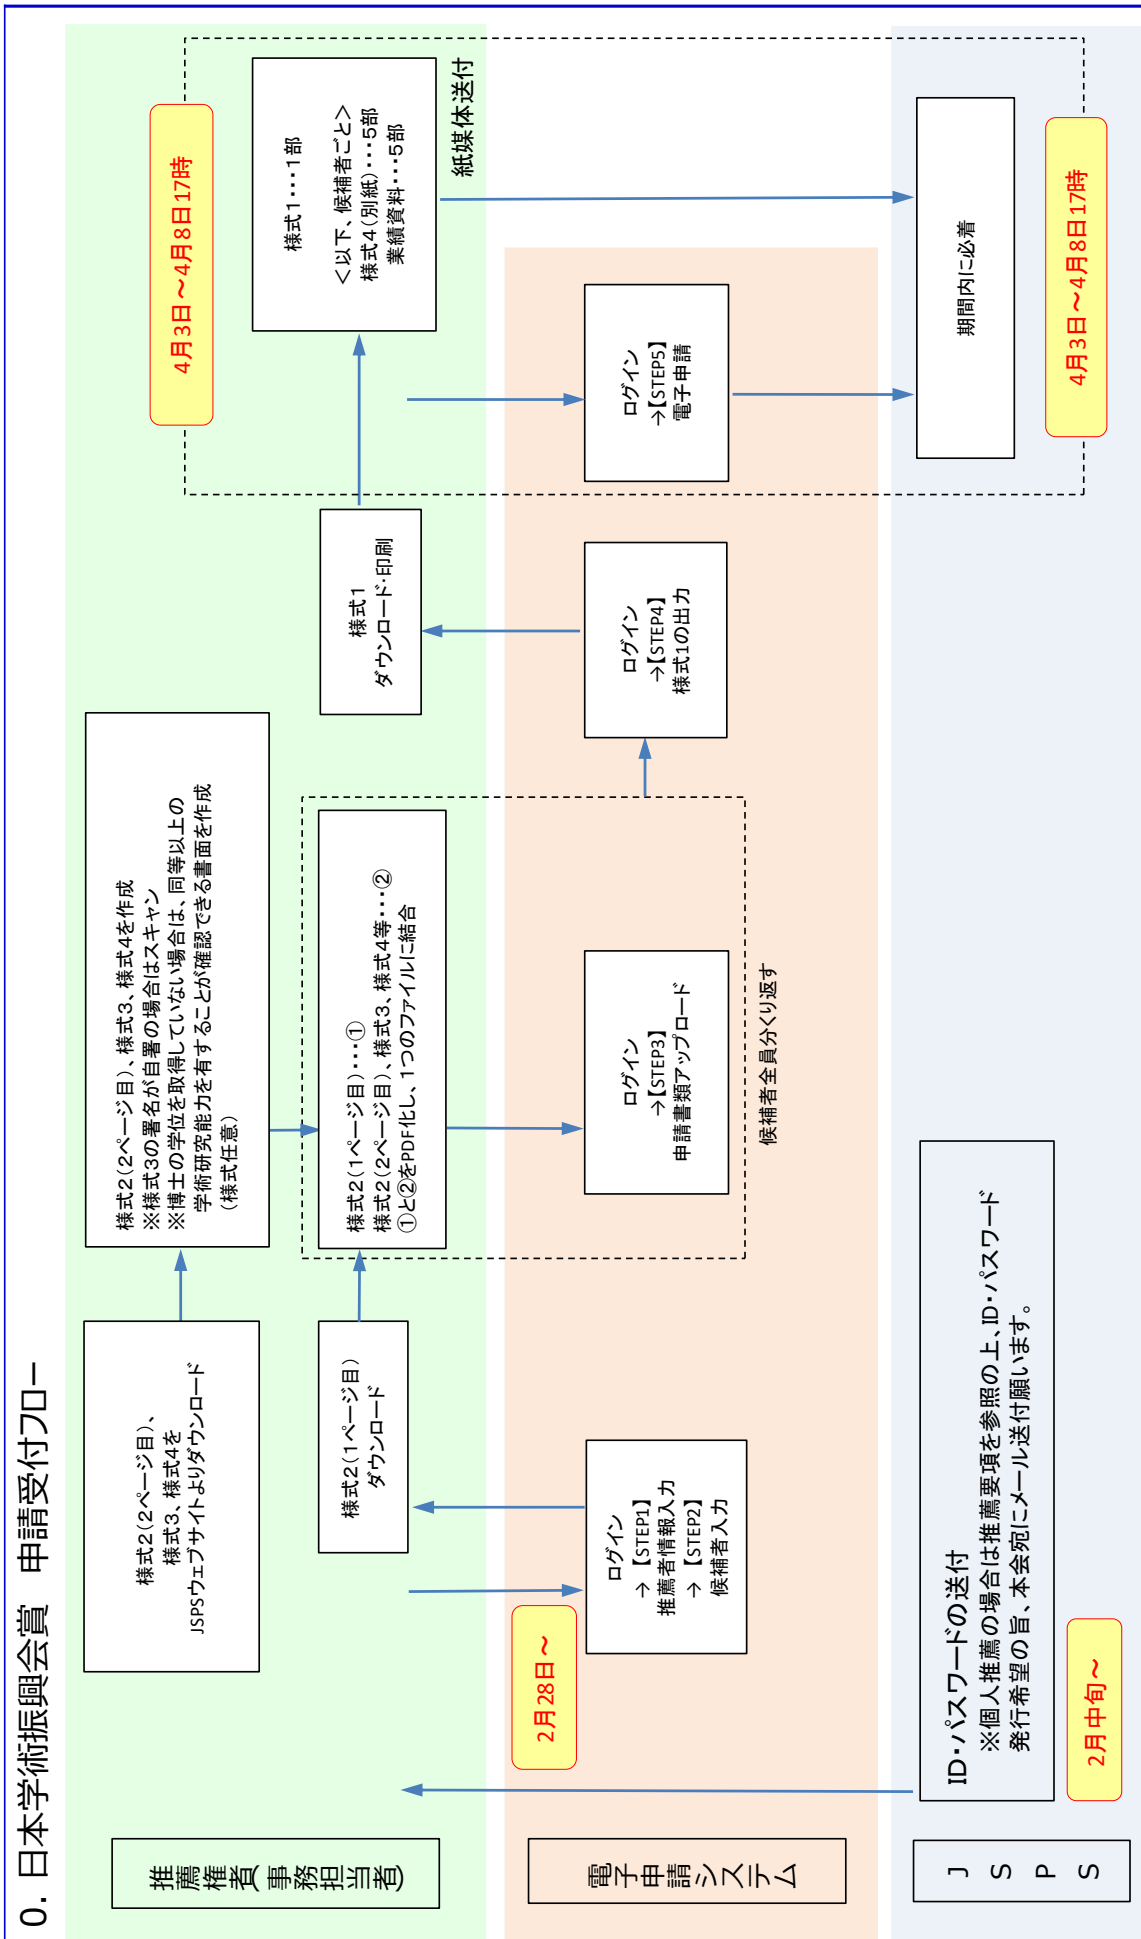 0. 日本学術振興会賞　申請受付フロー
推薦権者(事務担当者)
様式2(2ページ目)、
様式3、様式4を
JSPSウェブサイトよりダウンロード
様式2(2ページ目)、様式3、様式4を作成
※様式3の署名が自署の場合はスキャン
※博士の学位を取得していない場合は、同等以上の
学術研究能力を有することが確認できる書面を作成
(様式任意)
様式2(1ページ目)
ダウンロード
様式2(1ページ目)・・・①
様式2(2ページ目)、様式3、様式4等・・・②
①と②をPDF化し、1つのファイルに結合
様式1
ダウンロード・印刷
4月3日～4月8日17時
様式1・・・1部
＜以下、候補者ごと＞
様式4(別紙)・・・5部
業績資料・・・5部
紙媒体送付
電子申請システム
2月28日～
ログイン
→【STEP1】
推薦者情報入力
→【STEP2】
候補者入力
ログイン
→【STEP3】
申請書類アップロード
候補者全員分くり返す
ログイン
→【STEP4】
様式1の出力
ログイン
→【STEP5】
電子申請
JSPS
ID・パスワードの送付
※個人推薦の場合は推薦要項を参照の上、ID・パスワード
発行希望の旨、本会宛にメール送付願います。
2月中旬～
期間内に必着
4月3日～4月8日17時